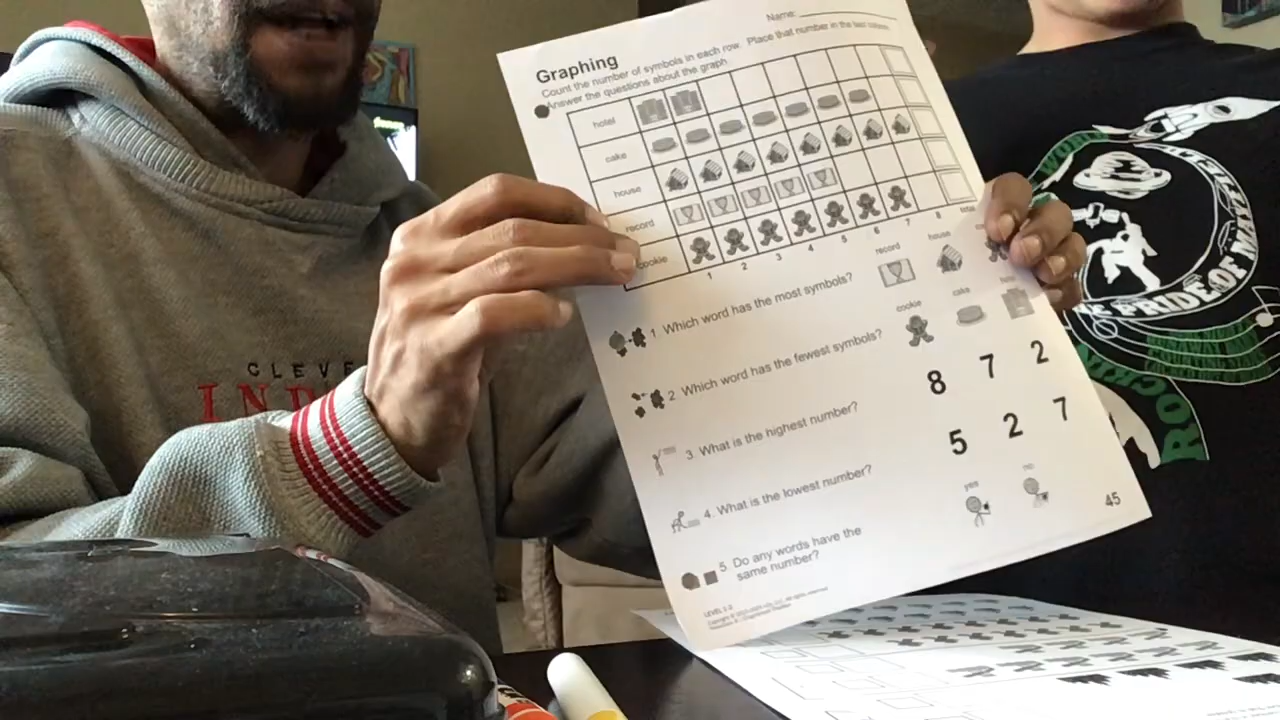 Name:
Graphing
Count the number of symbols in each row. Place that number in the last column.
Answer the questions about the graph.
hotel
cake
house
record
cookie
1 2 3 4 5 6 7 8 total
1. Which word has the most symbols?
record house
2 Which word has the fewest symbols?
cookie cake hotel
3. What is the highest number?
8 7 2
4. What is the lowest number?
5 2 7
5. Do any words have the
same number?
yes no
45
LEVEL
CLEVE
IND
PRIDE OF
ROCKIN